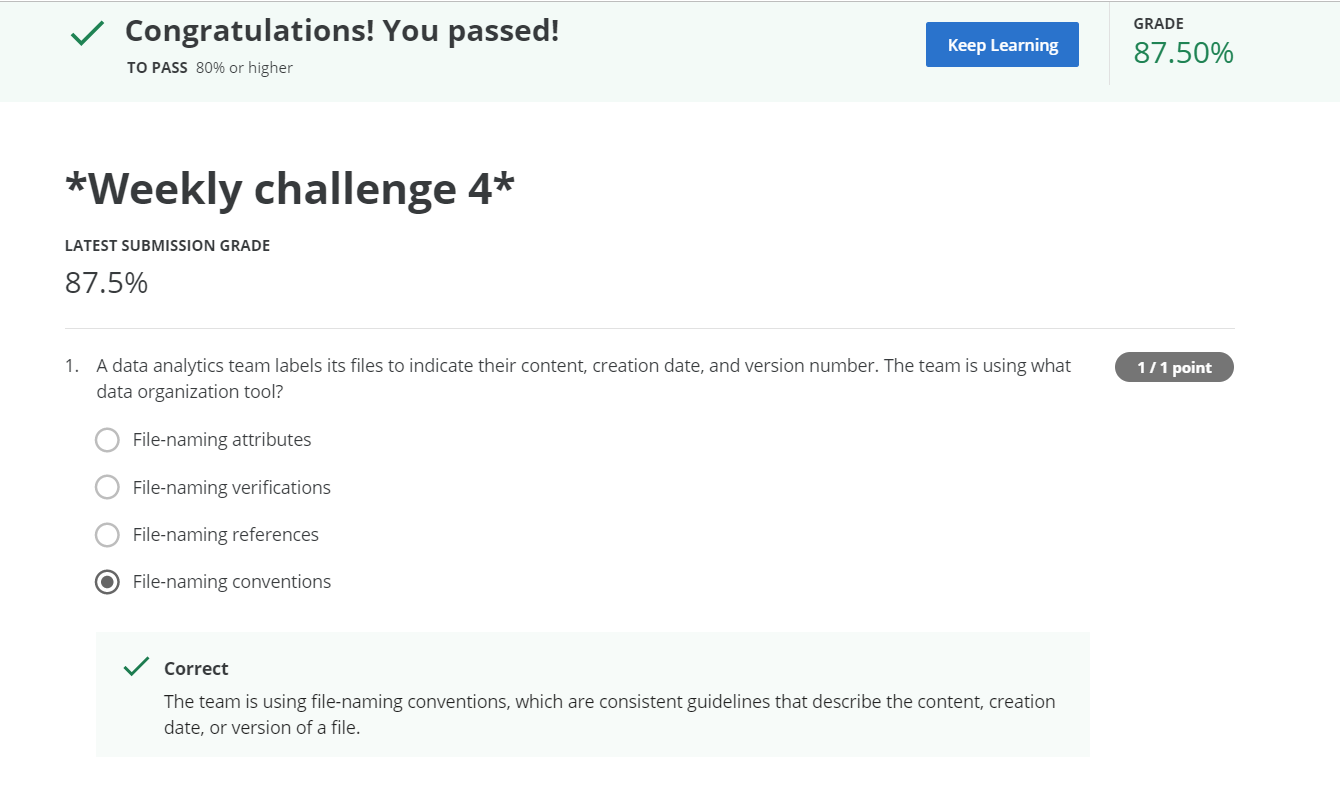 Congratulations! You passed!
TO PASS 80% or higher
Keep Learning
GRADE
87.50%
*Weekly challenge 4*
LATEST SUBMISSION GRADE
87.5%
1. A data analytics team labels its files to indicate their content, creation date, and version number. The team is using what
data organization tool?
1 / 1 point
File-naming attributes
File-naming verifications
File-naming references
File-naming conventions
Correct
The team is using file-naming conventions, which are consistent guidelines that describe the content, creation
date, or version of a file.